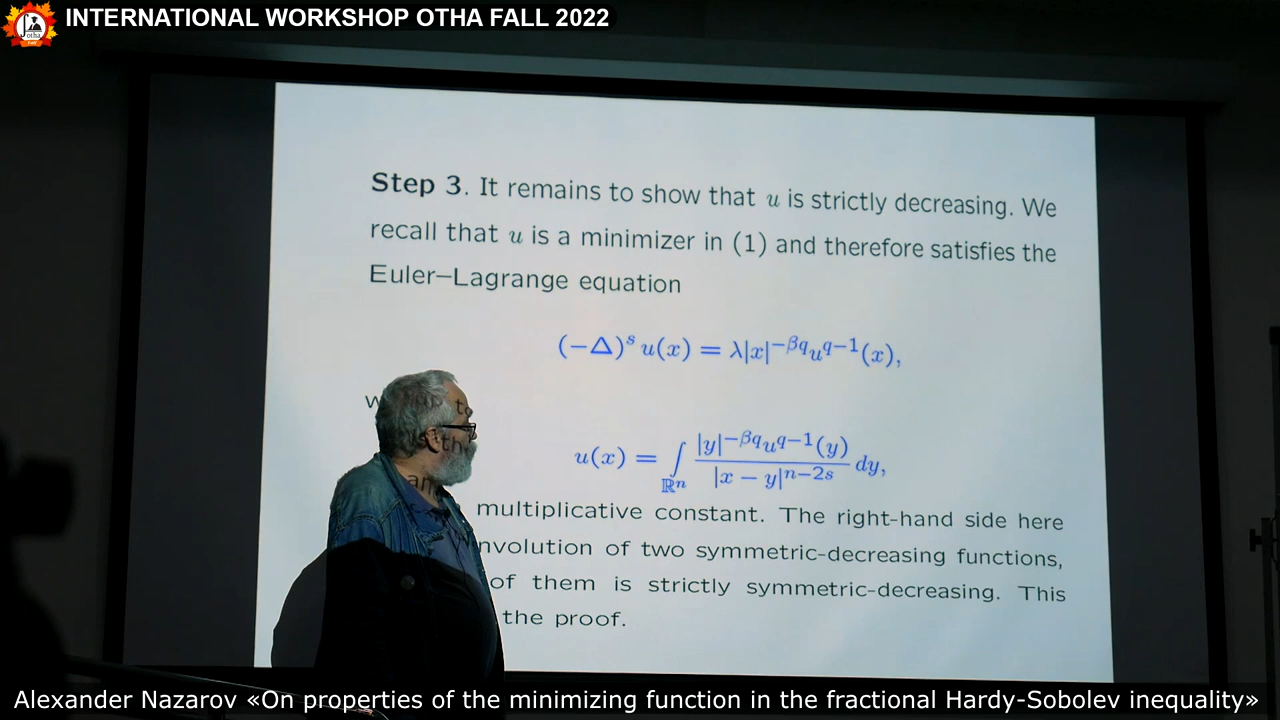 INTERNATIONAL WORKSHOP OTHA FALL 2022
otha
Step 3. It remains to show that u is strictly decreasing. We
recall that u is a minimizer in (1) and therefore satisfies the
Euler–Lagrange equation
(−Δ)^s u(x) = λ|x|^{−βq} u^{q−1}(x),
u(x) = ∫_{ℝ^n} \frac{|y|^{−βq} u^{q−1}(y)}{|x − y|^{n−2s}} dy,
multiplicative constant. The right-hand side here
nvolution of two symmetric-decreasing functions,
of them is strictly symmetric-decreasing. This
the proof.
Alexander Nazarov «On properties of the minimizing function in the fractional Hardy-Sobolev inequality»